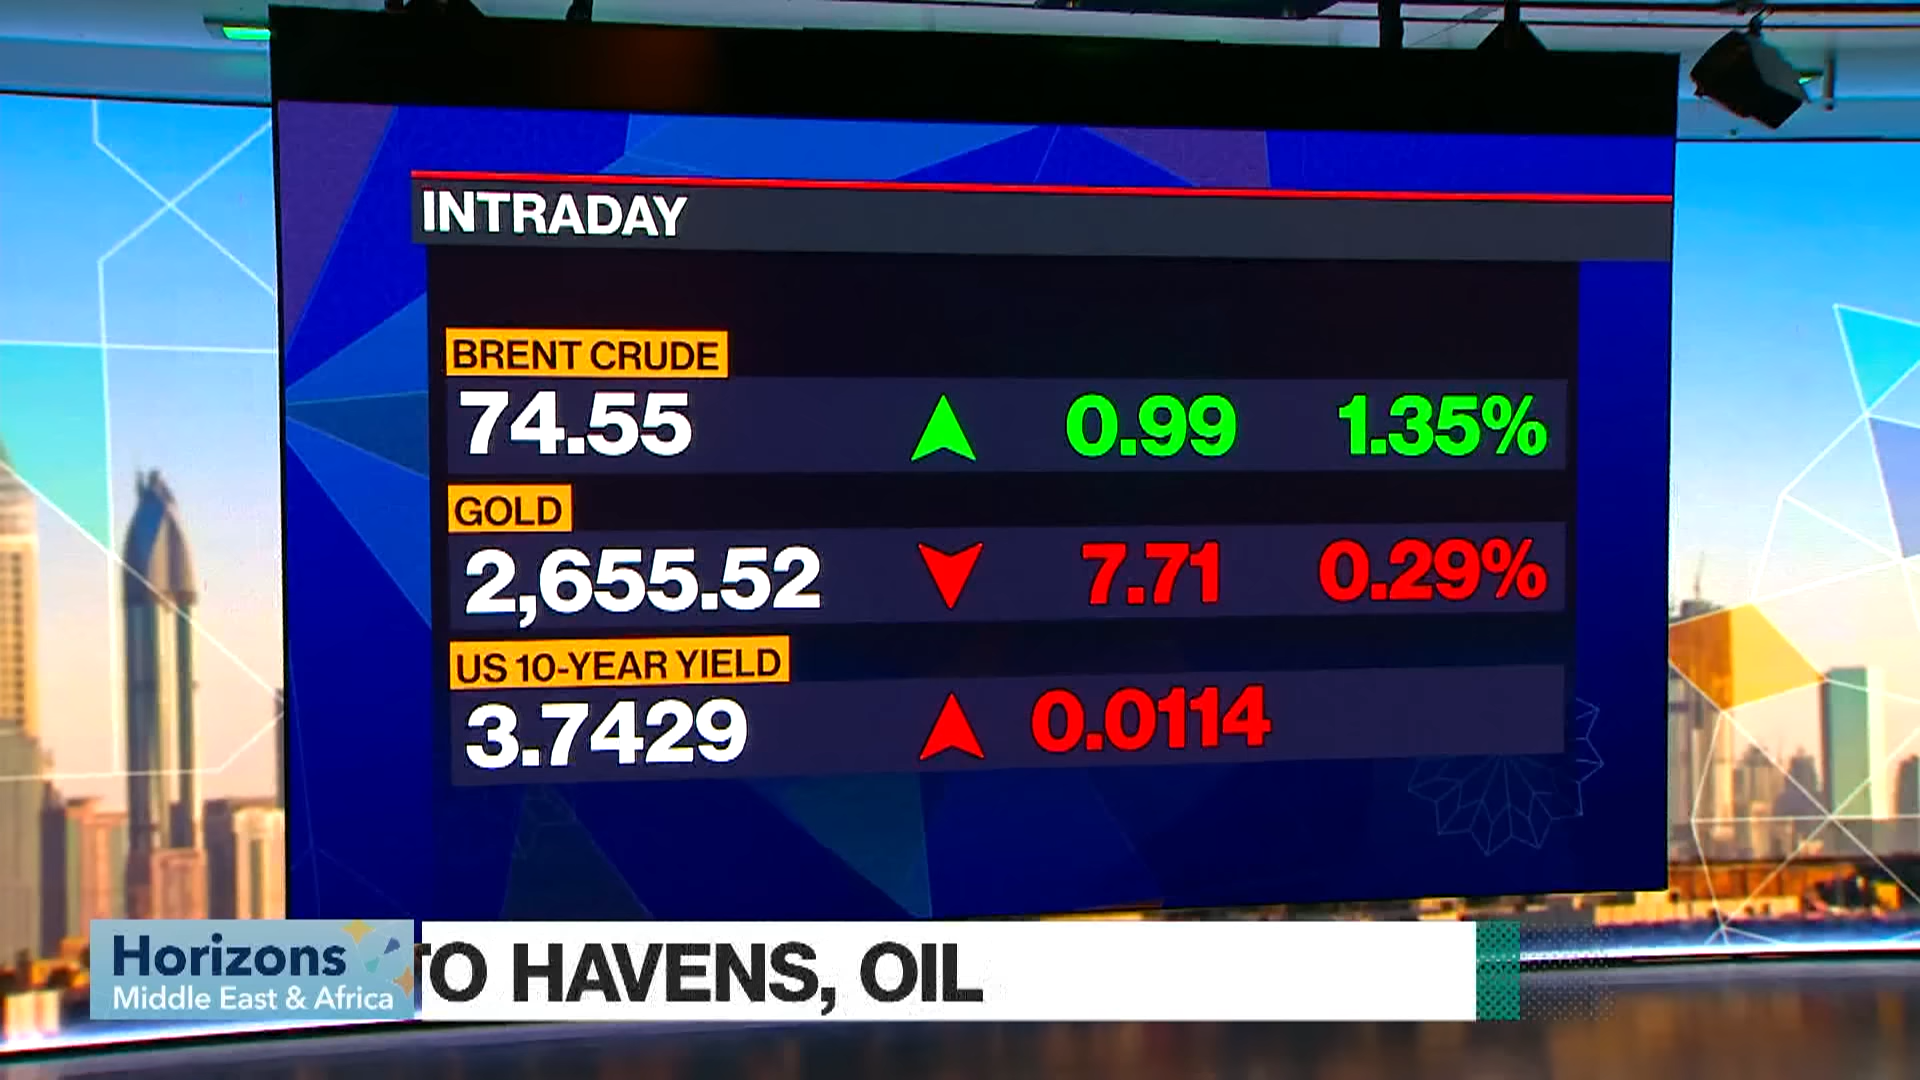 INTRADAY
BRENT CRUDE
74.55 ▲ 0.99 1.35%
GOLD
2,655.52 ▼ 7.71 0.29%
US 10-YEAR YIELD
3.7429 ▲ 0.0114
Horizons
Middle East & Africa
TO HAVENS, OIL